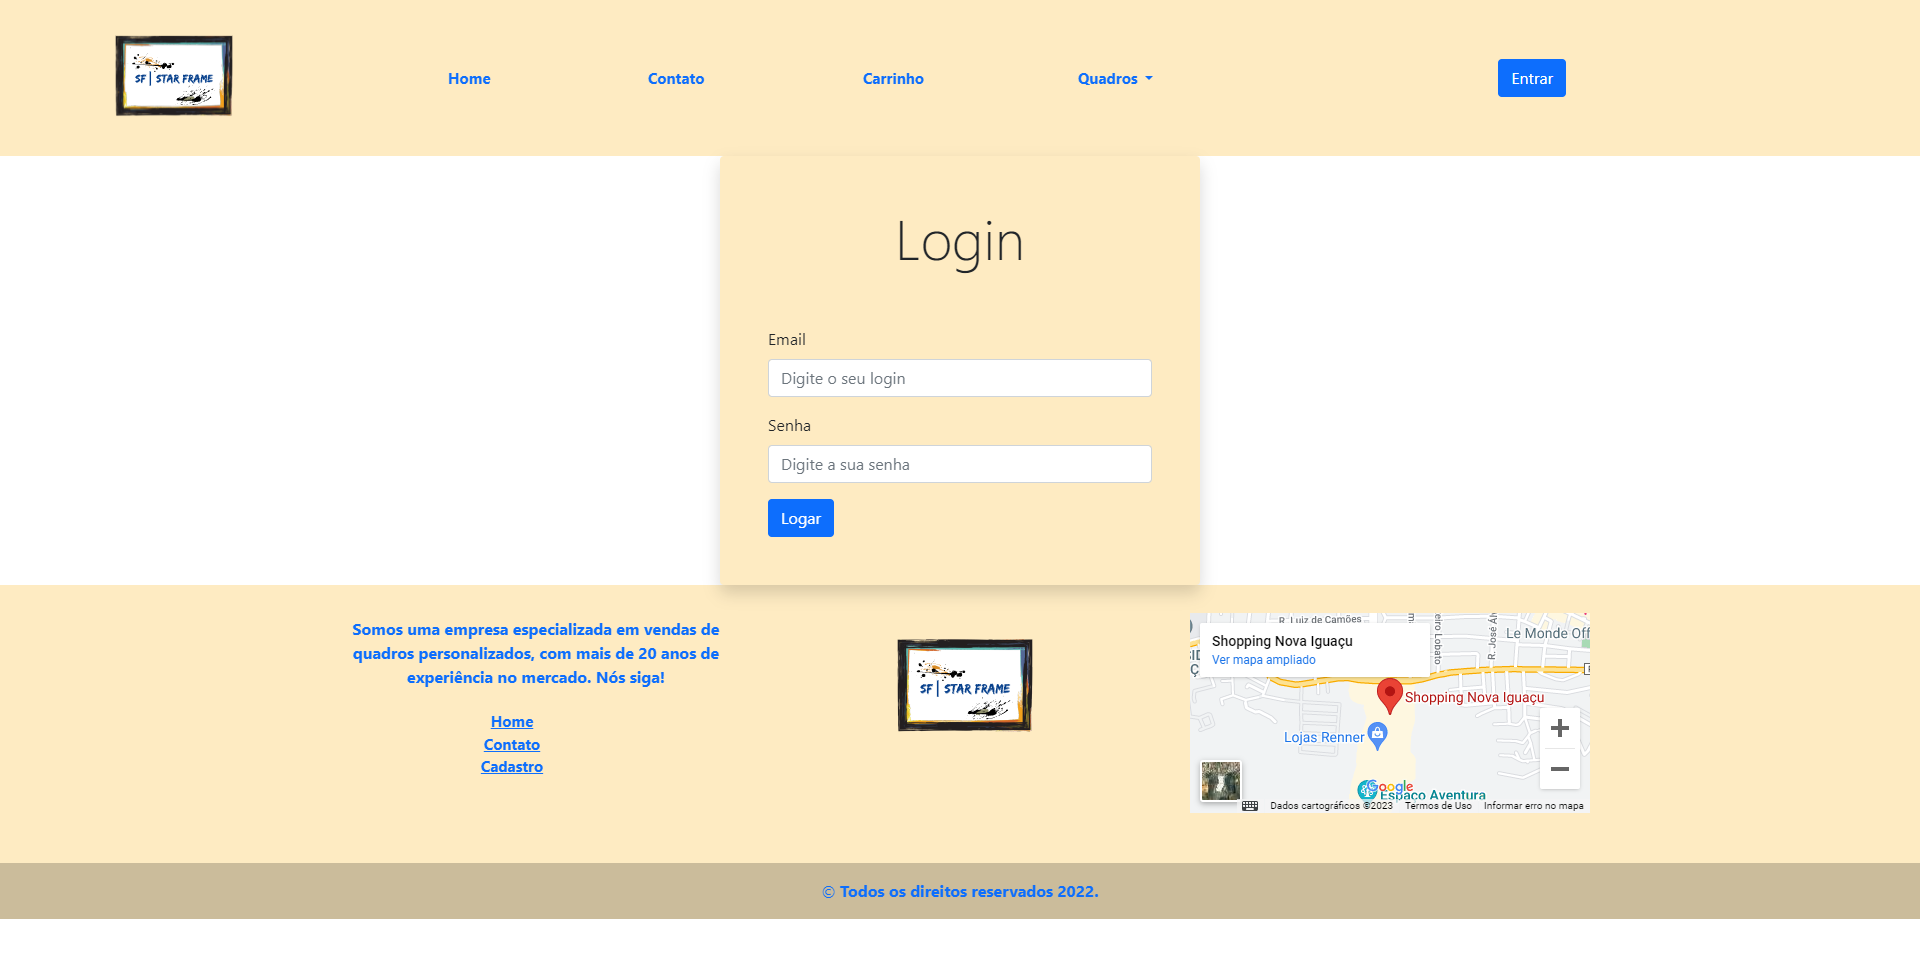 SF | STAR FRAME
Home
Contato
Carrinho
Quadros
Entrar
Login
Email
Digite o seu login
Senha
Digite a sua senha
Logar
Somos uma empresa especializada em vendas de
quadros personalizados, com mais de 20 anos de
experiência no mercado. Nós siga!
Home
Contato
Cadastro
SF | STAR FRAME
R. Luiz de Camões
eiro Lobato
R. José Ál
Le Monde Off
Shopping Nova Iguaçu
Ver mapa ampliado
Shopping Nova Iguaçu
Lojas Renner
Google
Espaço Aventura
Dados cartográficos ©2023
Termos de Uso
Informar erro no mapa
© Todos os direitos reservados 2022.